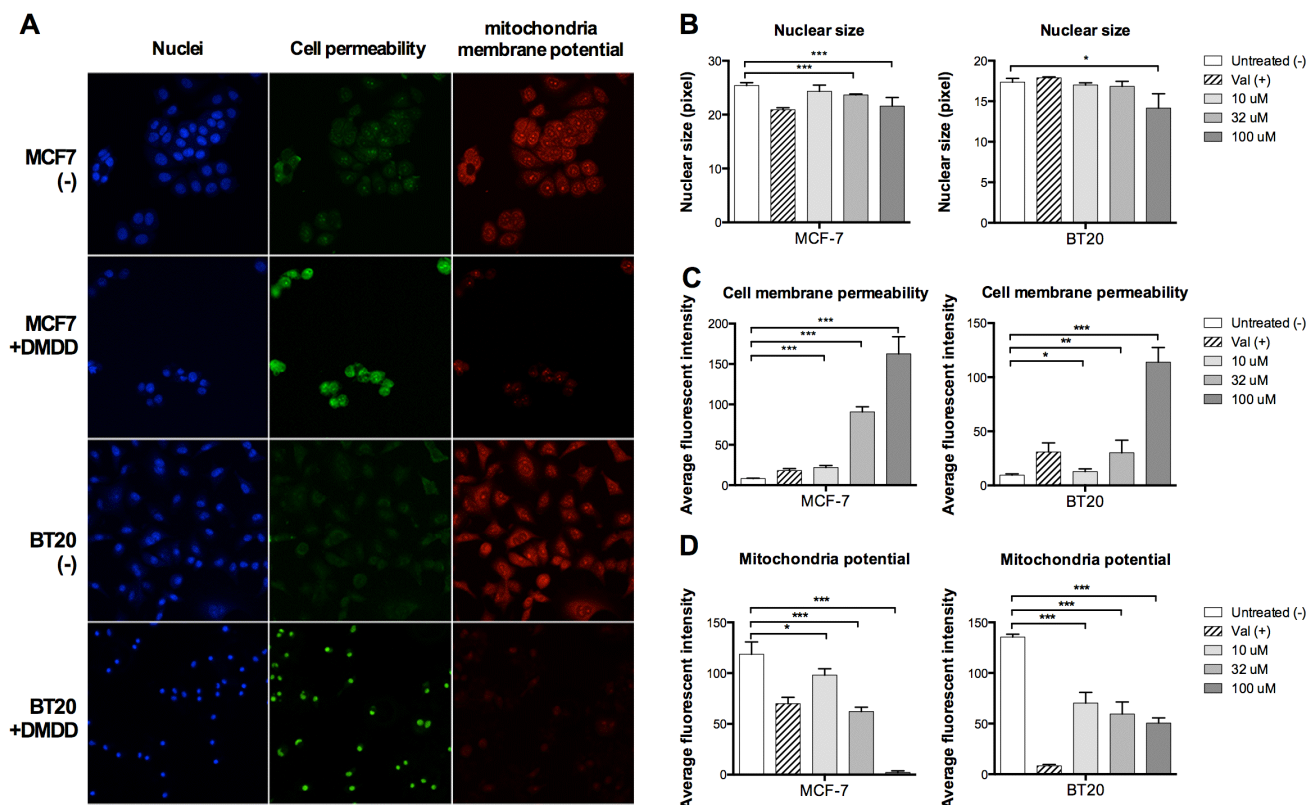 A
Nuclei
Cell permeability
mitochondria
membrane potential
MCF7
(-)
MCF7
+DMDD
BT20
(-)
BT20
+DMDD
B
Nuclear size
Nuclear size (pixel)
30
20
10
0
***
***
MCF-7
Nuclear size
Nuclear size (pixel)
20
15
10
5
0
*
BT20
Untreated (-)
Val (+)
10 uM
32 uM
100 uM
C
Cell membrane permeability
Average fluorescent intensity
200
150
100
50
0
***
***
***
MCF-7
Cell membrane permeability
Average fluorescent intensity
150
100
50
0
***
**
*
BT20
Untreated (-)
Val (+)
10 uM
32 uM
100 uM
D
Mitochondria potential
Average fluorescent intensity
150
100
50
0
***
***
*
MCF-7
Mitochondria potential
Average fluorescent intensity
150
100
50
0
***
***
***
BT20
Untreated (-)
Val (+)
10 uM
32 uM
100 uM